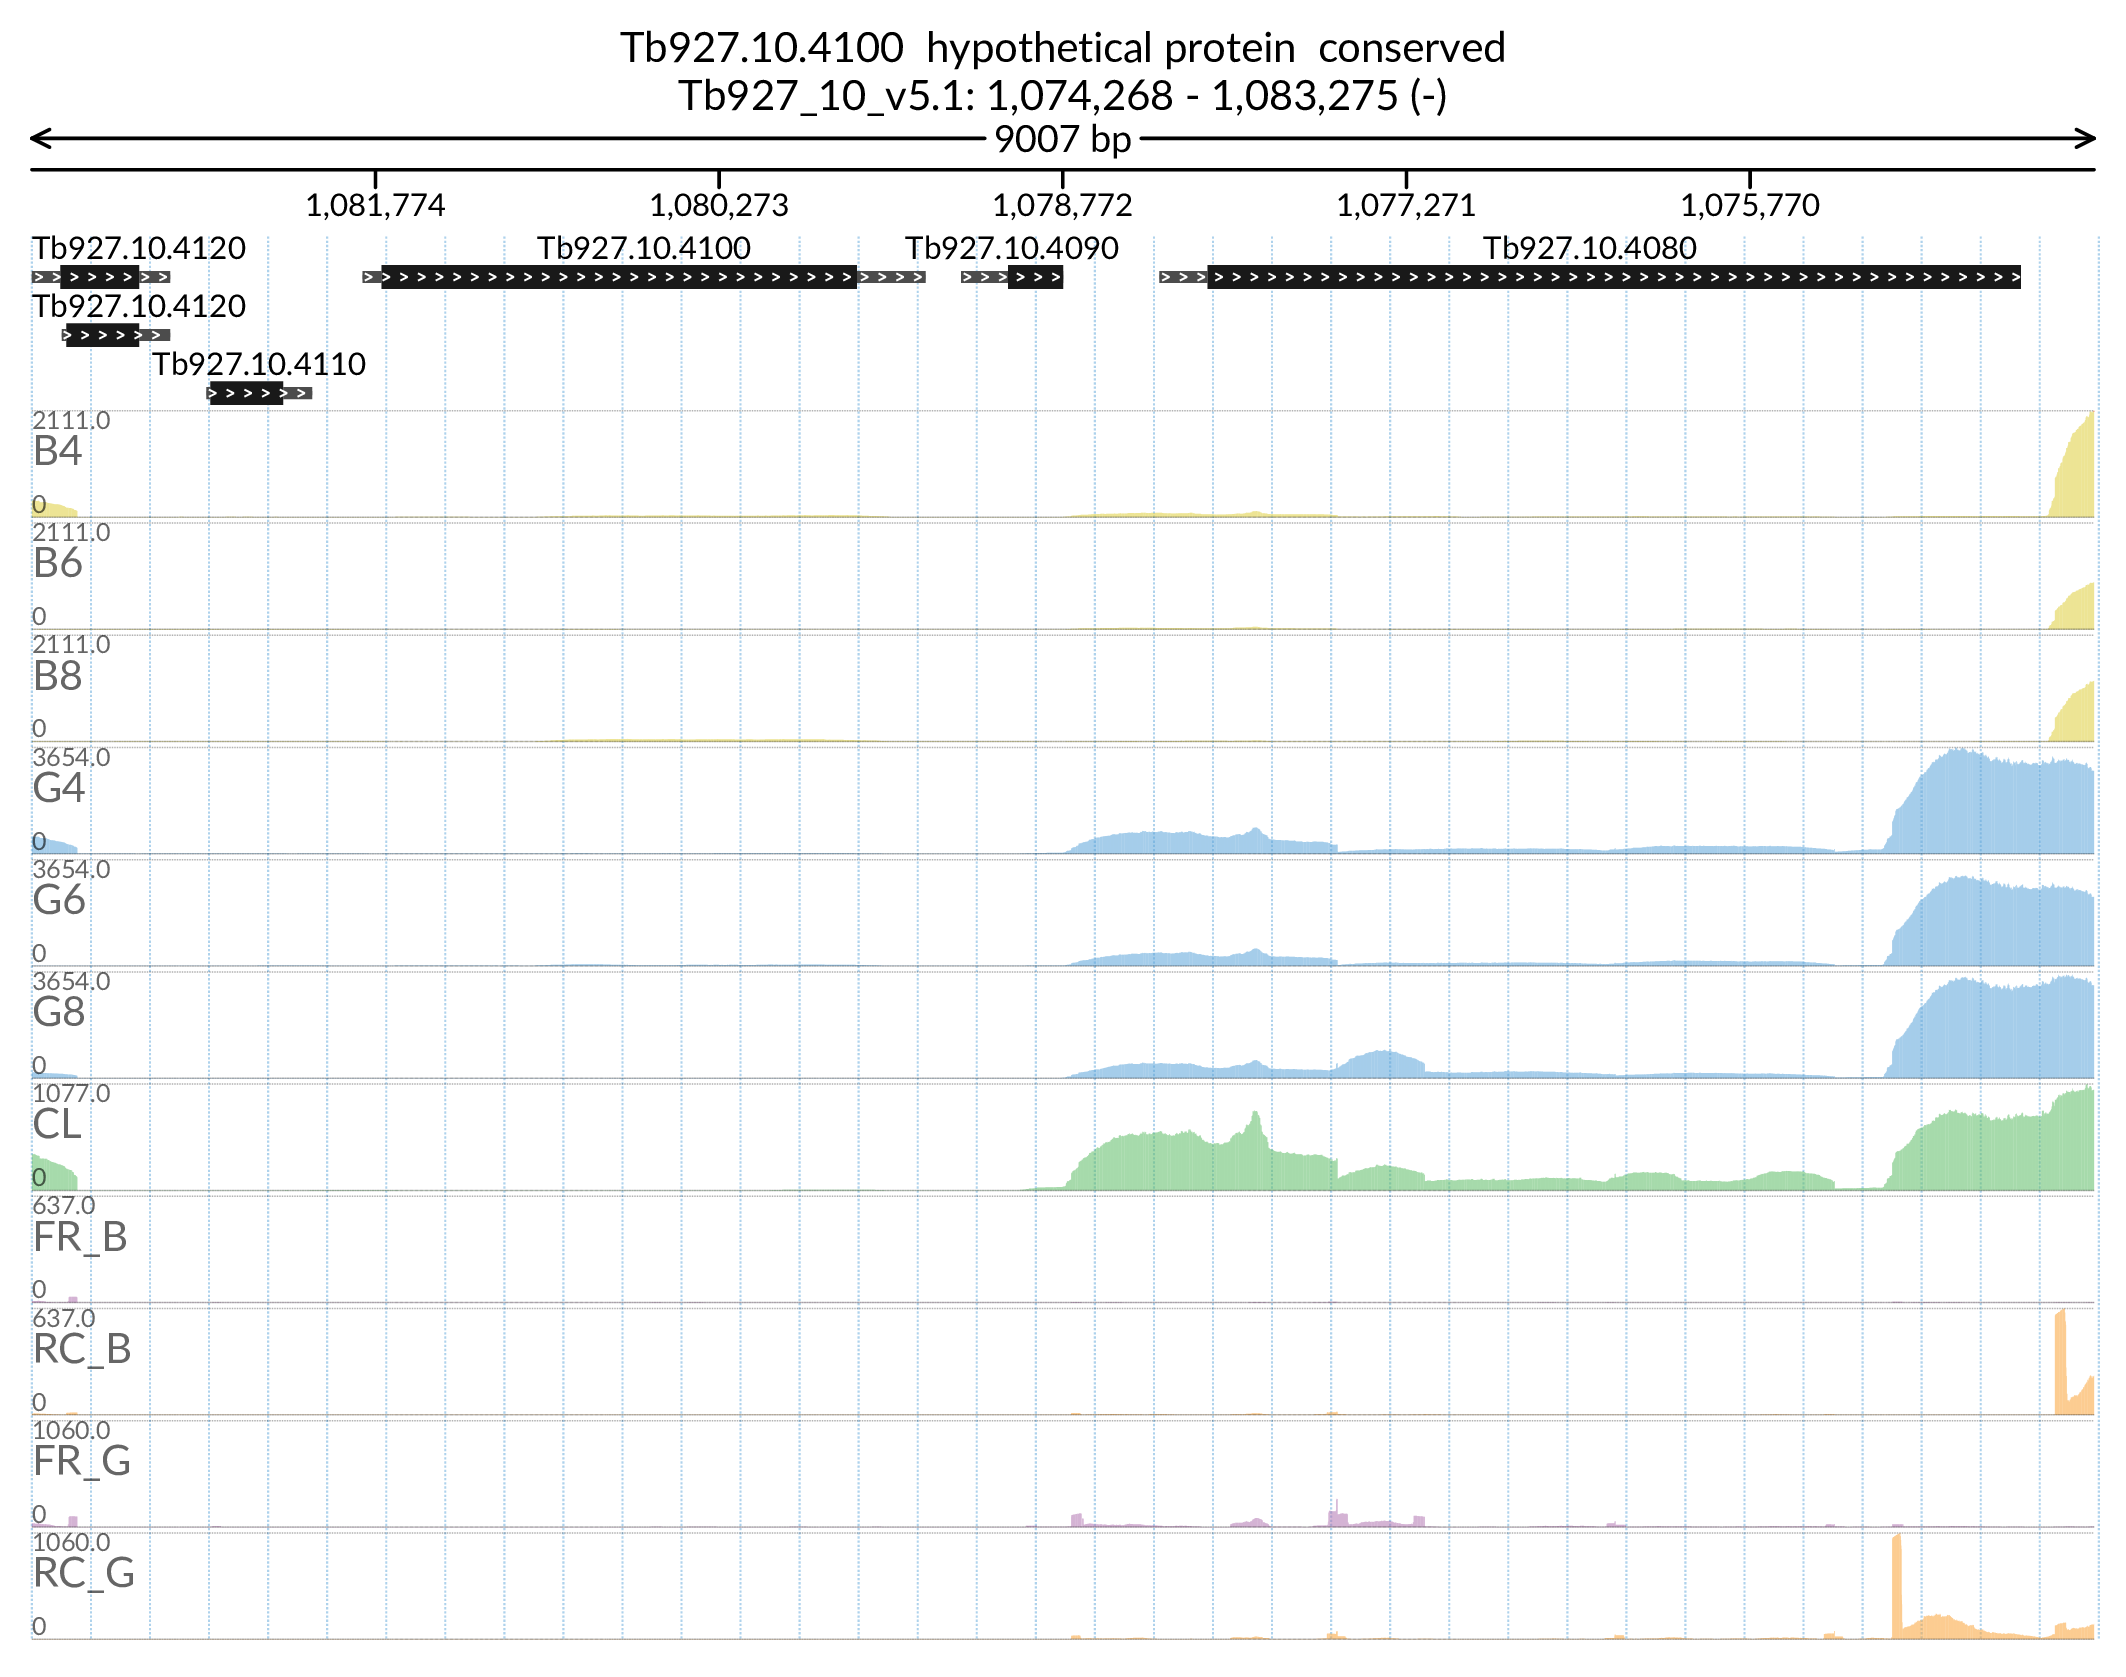 Tb927.10.4100  hypothetical protein  conserved
Tb927_10_v5.1: 1,074,268 - 1,083,275 (-)
9007 bp
1,081,774 1,080,273 1,078,772 1,077,271 1,075,770
Tb927.10.4120 Tb927.10.4100 Tb927.10.4090 Tb927.10.4080
Tb927.10.4120
Tb927.10.4110
2111.0
B4
0
2111.0
B6
0
2111.0
B8
0
3654.0
G4
0
3654.0
G6
0
3654.0
G8
0
1077.0
CL
0
637.0
FR_B
0
637.0
RC_B
0
1060.0
FR_G
0
1060.0
RC_G
0